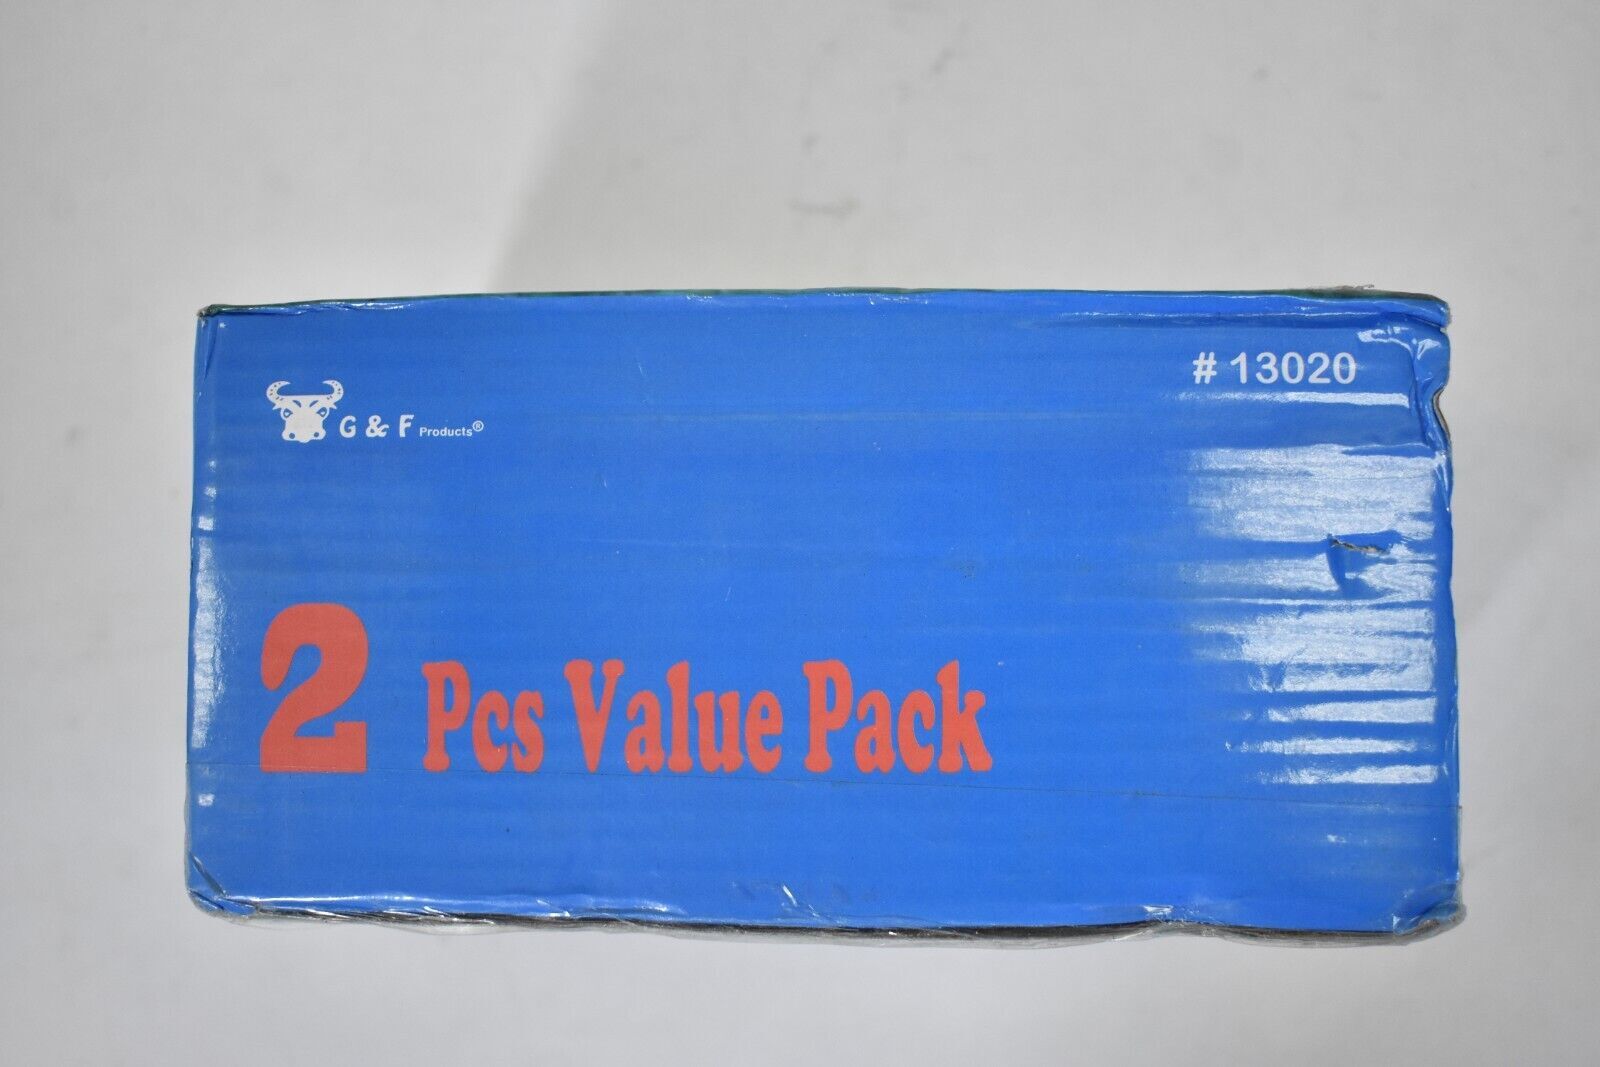 # 13020
G & F Products®
2 Pcs Value Pack